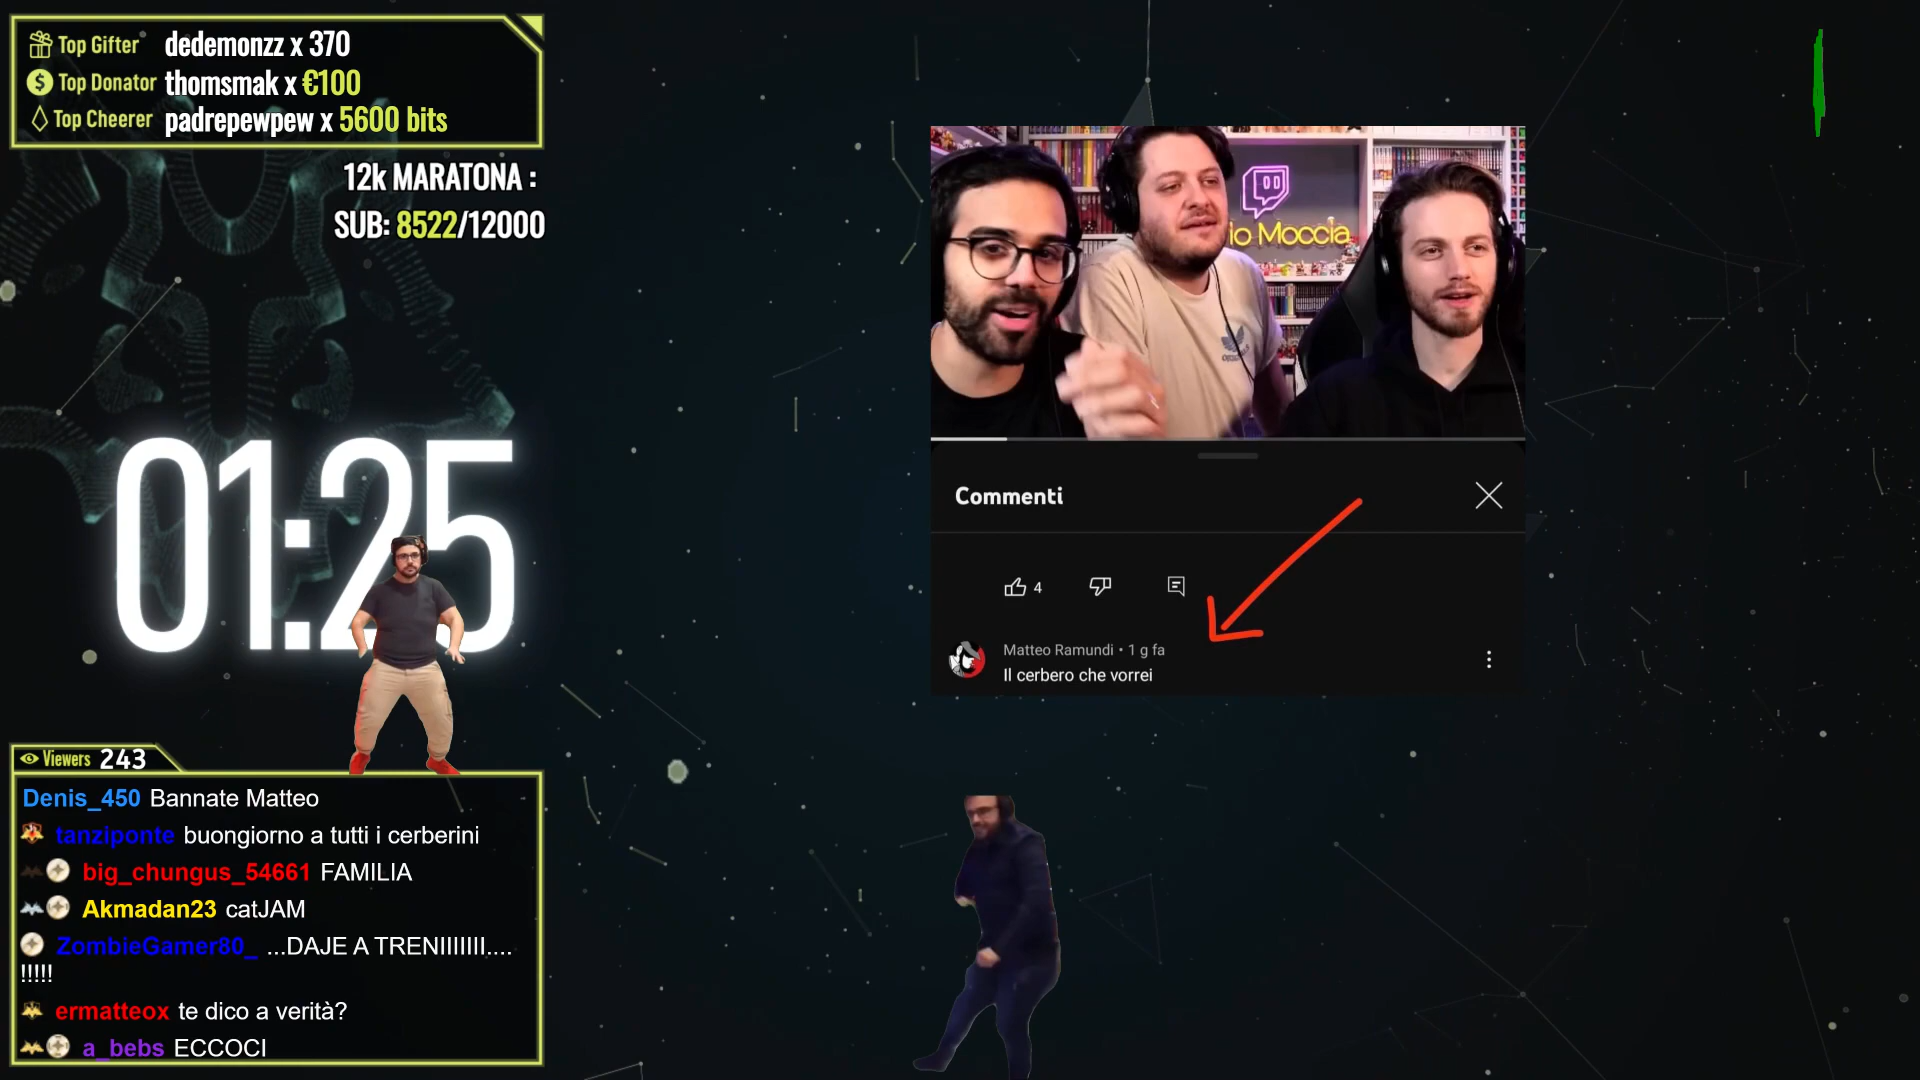 Top Gifter dedemonzz x 370
Top Donator thomsmak x €100
Top Cheerer padrepewpew x 5600 bits
12k MARATONA :
SUB: 8522/12000
01:25
Viewers 243
Denis_450 Bannate Matteo
tanziponte buongiorno a tutti i cerberini
big_chungus_54661 FAMILIA
Akmadan23 catJAM
ZombieGamer80_ ...DAJE A TRENIIIIIII....
!!!!!
ermatteox te dico a verità?
a_bebs ECCOCI
io Moccia
Commenti
4
Matteo Ramundi • 1 g fa
Il cerbero che vorrei